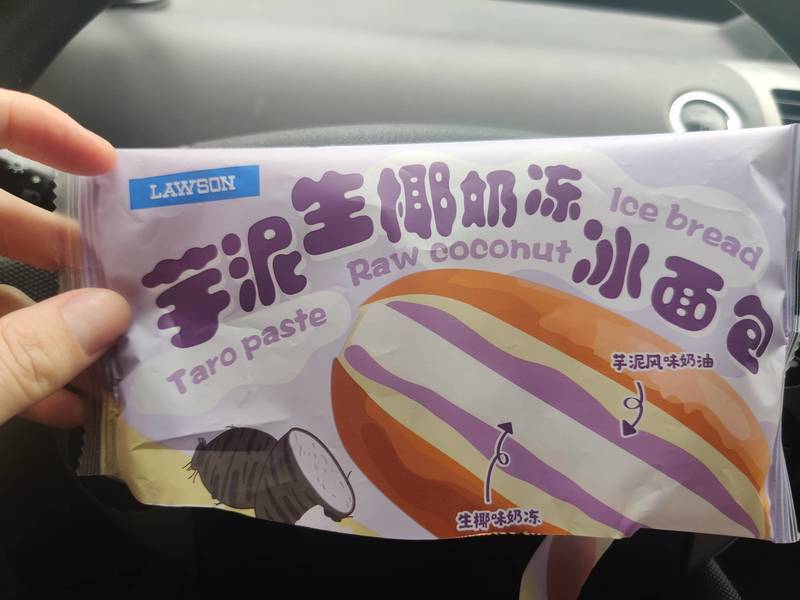 LAWSON
芋泥生椰奶冻冰面包
Taro paste
Raw coconut
Ice bread
芋泥风味奶油
生椰味奶冻